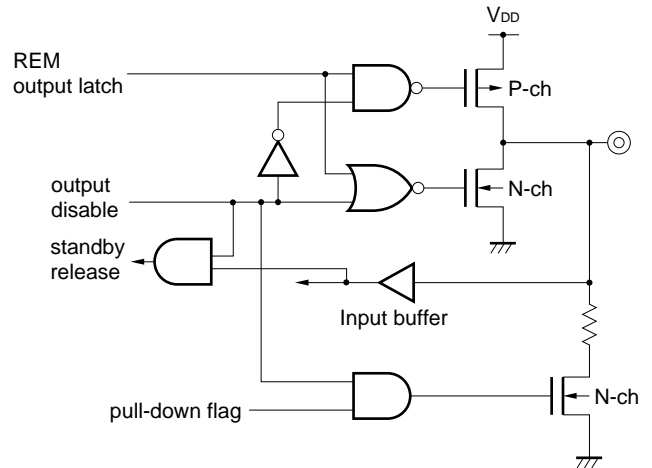 VDD
REM
output latch
P-ch
output
disable
N-ch
standby
release
Input buffer
N-ch
pull-down flag